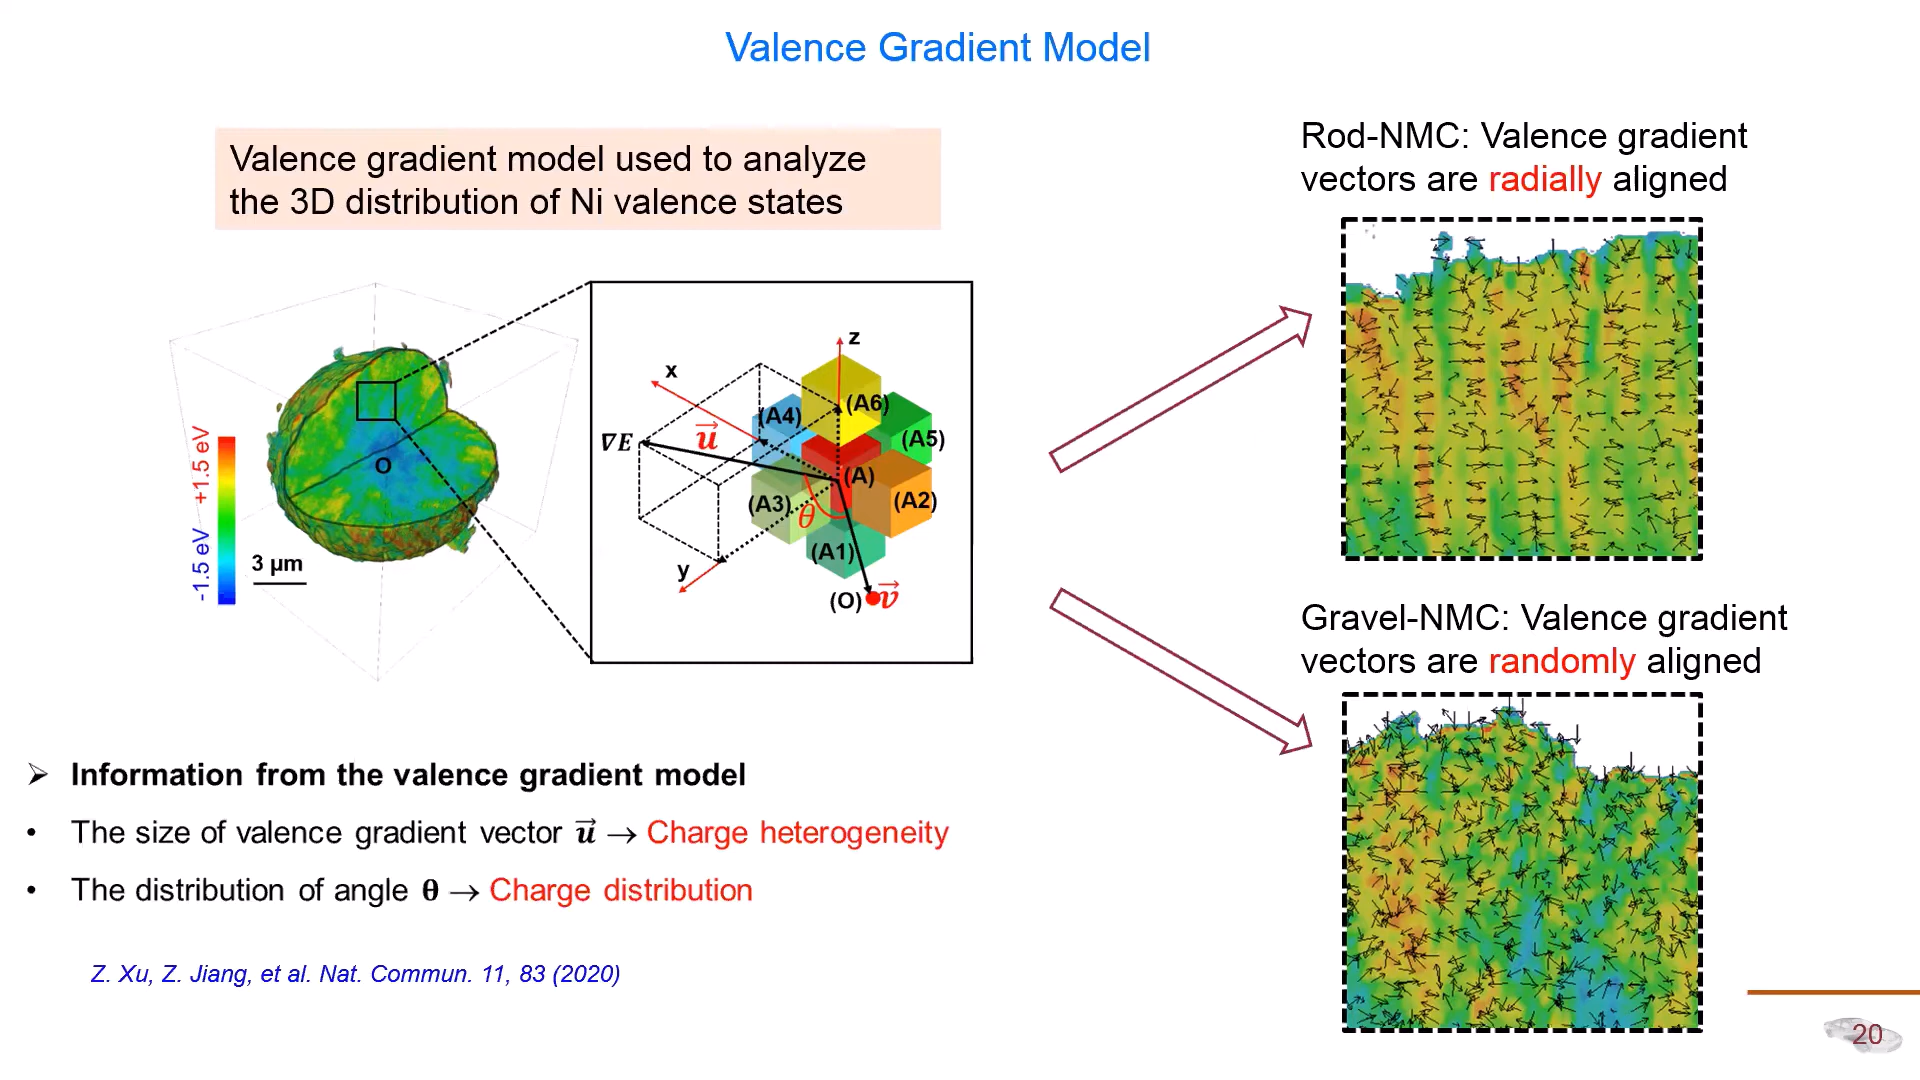 Valence Gradient Model
Valence gradient model used to analyze
the 3D distribution of Ni valence states
-1.5 eV +1.5 eV
3 μm
O
∇E
x
u⃗
z
(A4)
(A6)
(A5)
(A)
(A3)
θ
(A2)
(A1)
y
(O)
v⃗
➢ Information from the valence gradient model
• The size of valence gradient vector u⃗ → Charge heterogeneity
• The distribution of angle θ → Charge distribution
Z. Xu, Z. Jiang, et al. Nat. Commun. 11, 83 (2020)
Rod-NMC: Valence gradient
vectors are radially aligned
Gravel-NMC: Valence gradient
vectors are randomly aligned
20